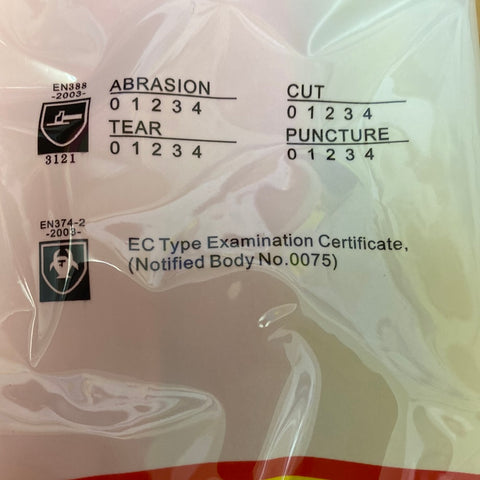 EN388
-2003-
3121
ABRASION
0 1 2 3 4
CUT
0 1 2 3 4
TEAR
0 1 2 3 4
PUNCTURE
0 1 2 3 4
EN374-2
-2003-
EC Type Examination Certificate,
(Notified Body No.0075)